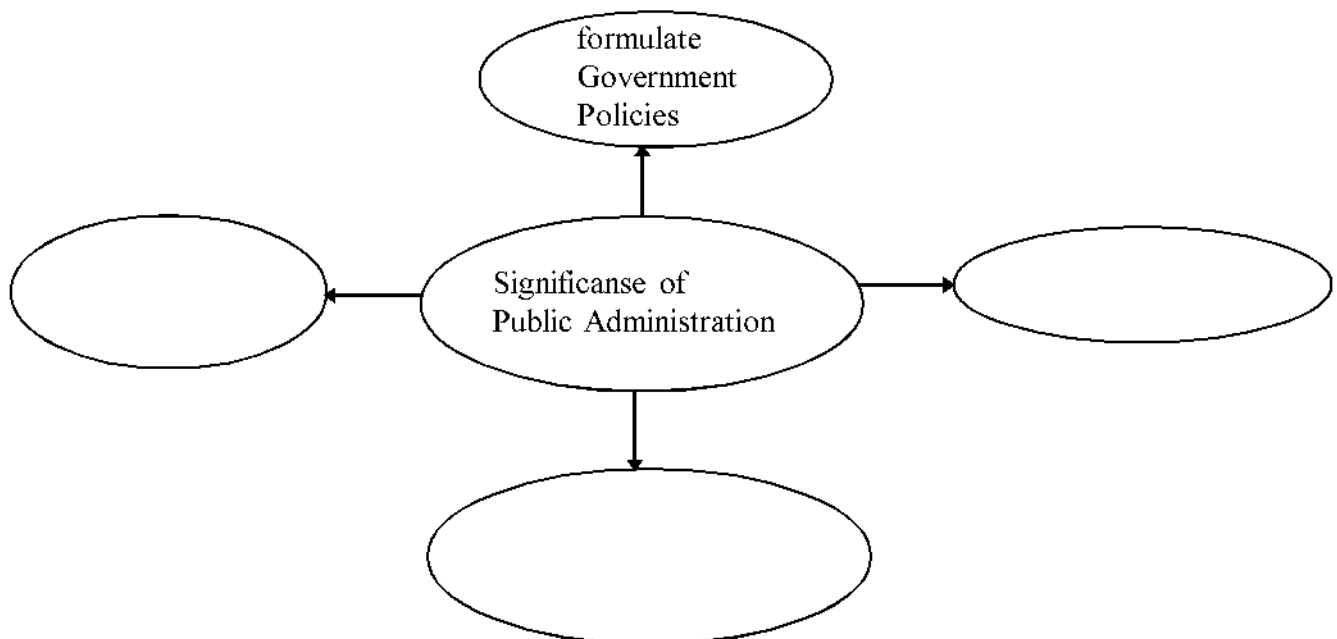 formulate
Government
Policies
Significanse of
Public Administration